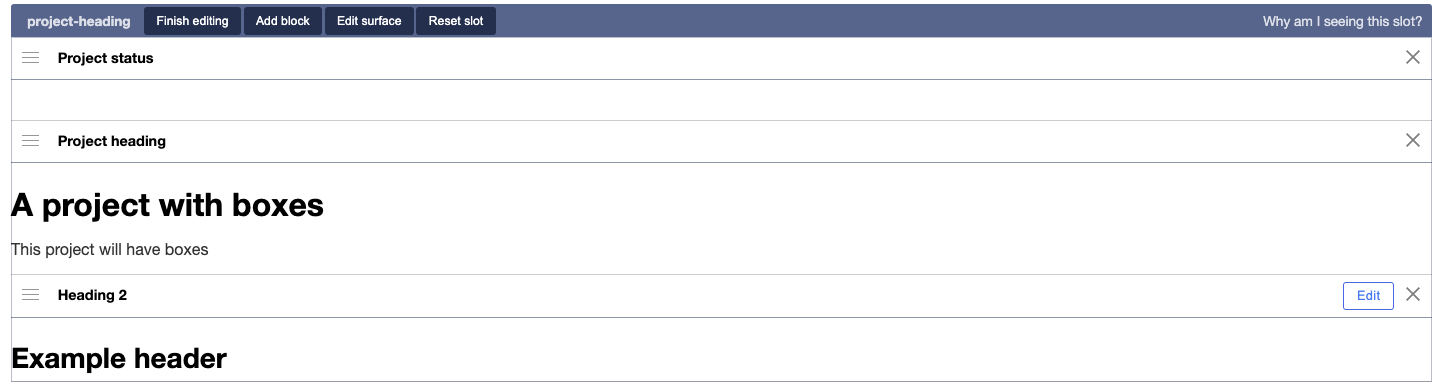 project-heading Finish editing Add block Edit surface Reset slot Why am I seeing this slot?
Project status
Project heading
A project with boxes
This project will have boxes
Heading 2 Edit
Example header